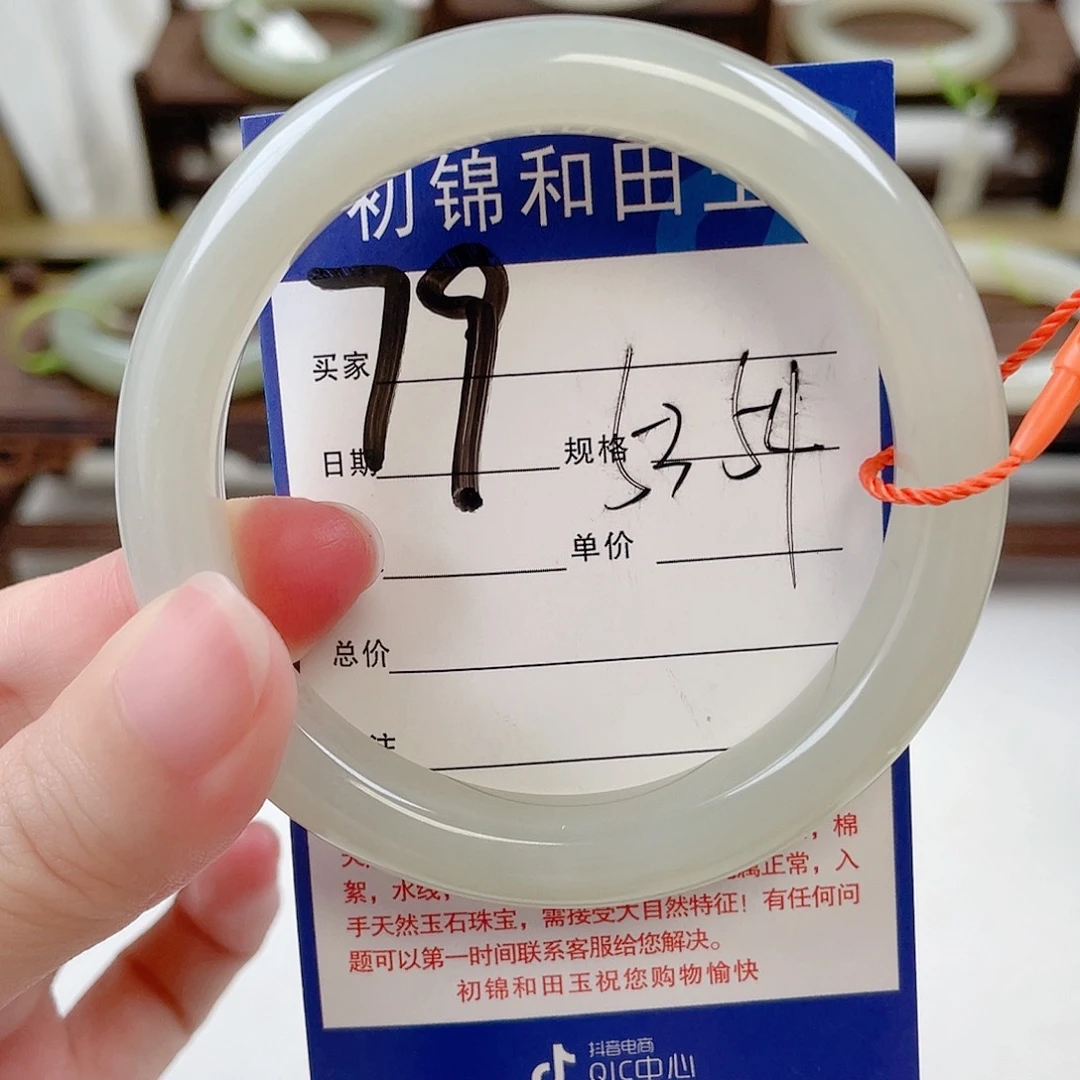 初锦和田玉
79
买家
日期 规格 53 54
单价
总价
注
，棉
絮，水线，属正常，入
手天然玉石珠宝，需接受大自然特征！有任何问
题可以第一时间联系客服给您解决。
初锦和田玉祝您购物愉快
抖音电商
QIC中心